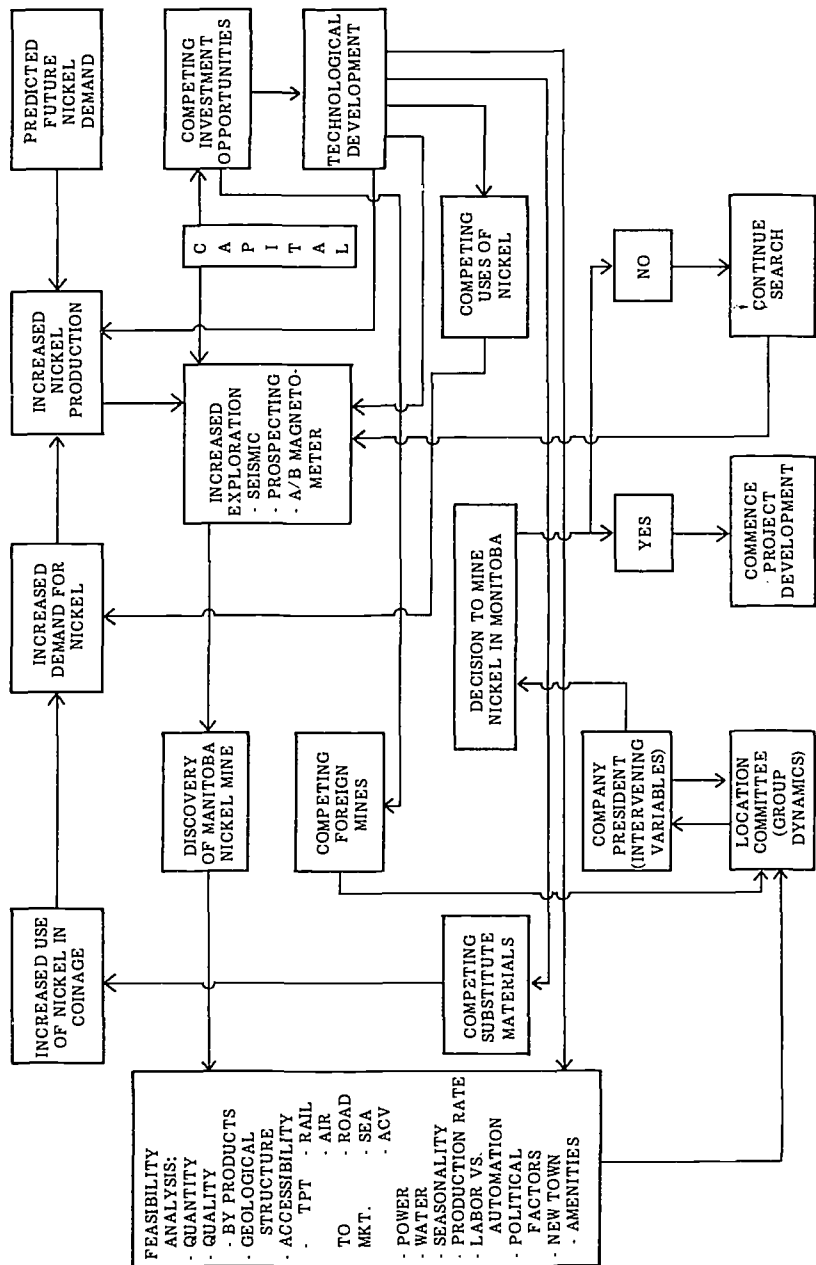 INCREASED USE
OF NICKEL IN
COINAGE
INCREASED
DEMAND FOR
NICKEL
INCREASED
NICKEL
PRODUCTION
PREDICTED
FUTURE
NICKEL
DEMAND
FEASIBILITY
ANALYSIS:
- QUANTITY
- QUALITY
- BY PRODUCTS
- GEOLOGICAL
STRUCTURE
- ACCESSIBILITY
- TPT - RAIL
- AIR
TO - ROAD
MKT. - SEA
- ACV
- POWER
- WATER
- SEASONALITY
- PRODUCTION RATE
- LABOR VS.
AUTOMATION
- POLITICAL
FACTORS
- NEW TOWN
- AMENITIES
DISCOVERY
OF MANITOBA
NICKEL MINE
INCREASED
EXPLORATION
- SEISMIC
- PROSPECTING
- A/B MAGNETO-
METER
C
A
P
I
T
A
L
COMPETING
INVESTMENT
OPPORTUNITIES
COMPETING
FOREIGN
MINES
TECHNOLOGICAL
DEVELOPMENT
COMPETING
SUBSTITUTE
MATERIALS
COMPETING
USES OF
NICKEL
DECISION TO MINE
NICKEL IN MONITOBA
COMPANY
PRESIDENT
(INTERVENING
VARIABLES)
YES
NO
LOCATION
COMMITTEE
(GROUP
DYNAMICS)
COMMENCE
- PROJECT
DEVELOPMENT
CONTINUE
SEARCH